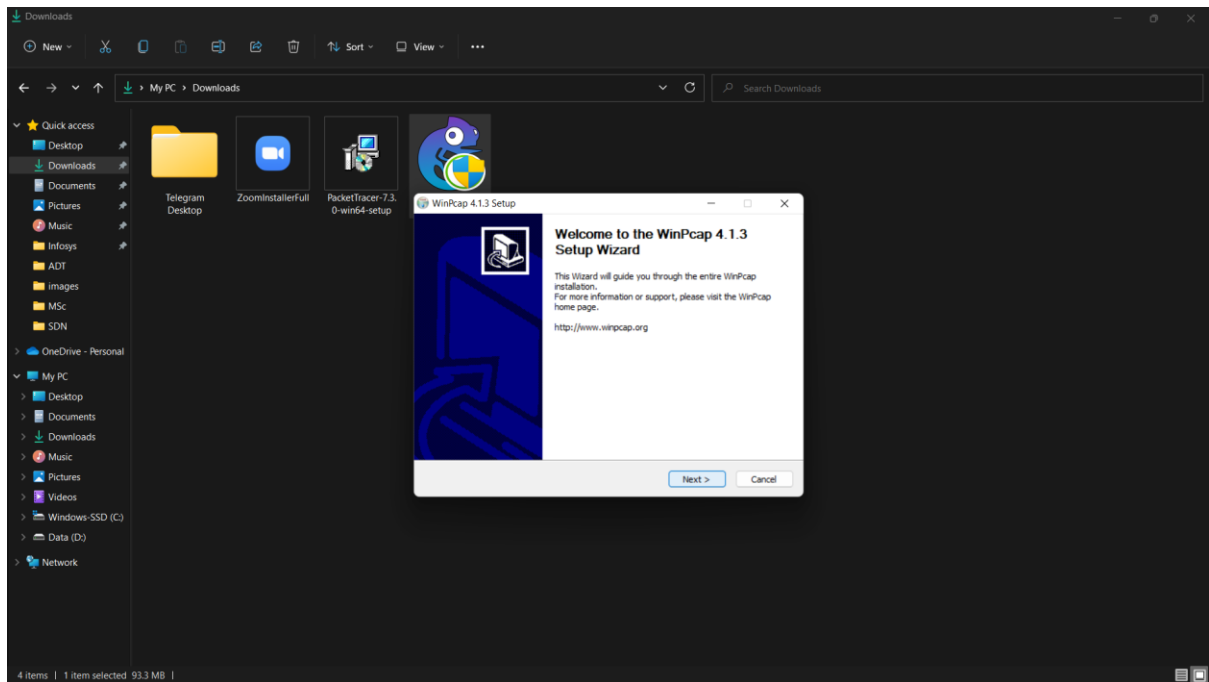 Downloads
New
Sort
View
My PC > Downloads
Search Downloads
Quick access
Desktop
Downloads
Documents
Pictures
Music
Infosys
ADT
images
MSc
SDN
OneDrive - Personal
My PC
Desktop
Documents
Downloads
Music
Pictures
Videos
Windows-SSD (C:)
Data (D:)
Network
Telegram
Desktop
ZoomInstallerFull
PacketTracer-7.3.
0-win64-setup
WinPcap 4.1.3 Setup
Welcome to the WinPcap 4.1.3
Setup Wizard
This Wizard will guide you through the entire WinPcap
installation.
For more information or support, please visit the WinPcap
home page.
http://www.winpcap.org
Next >
Cancel
4 items | 1 item selected 93.3 MB |